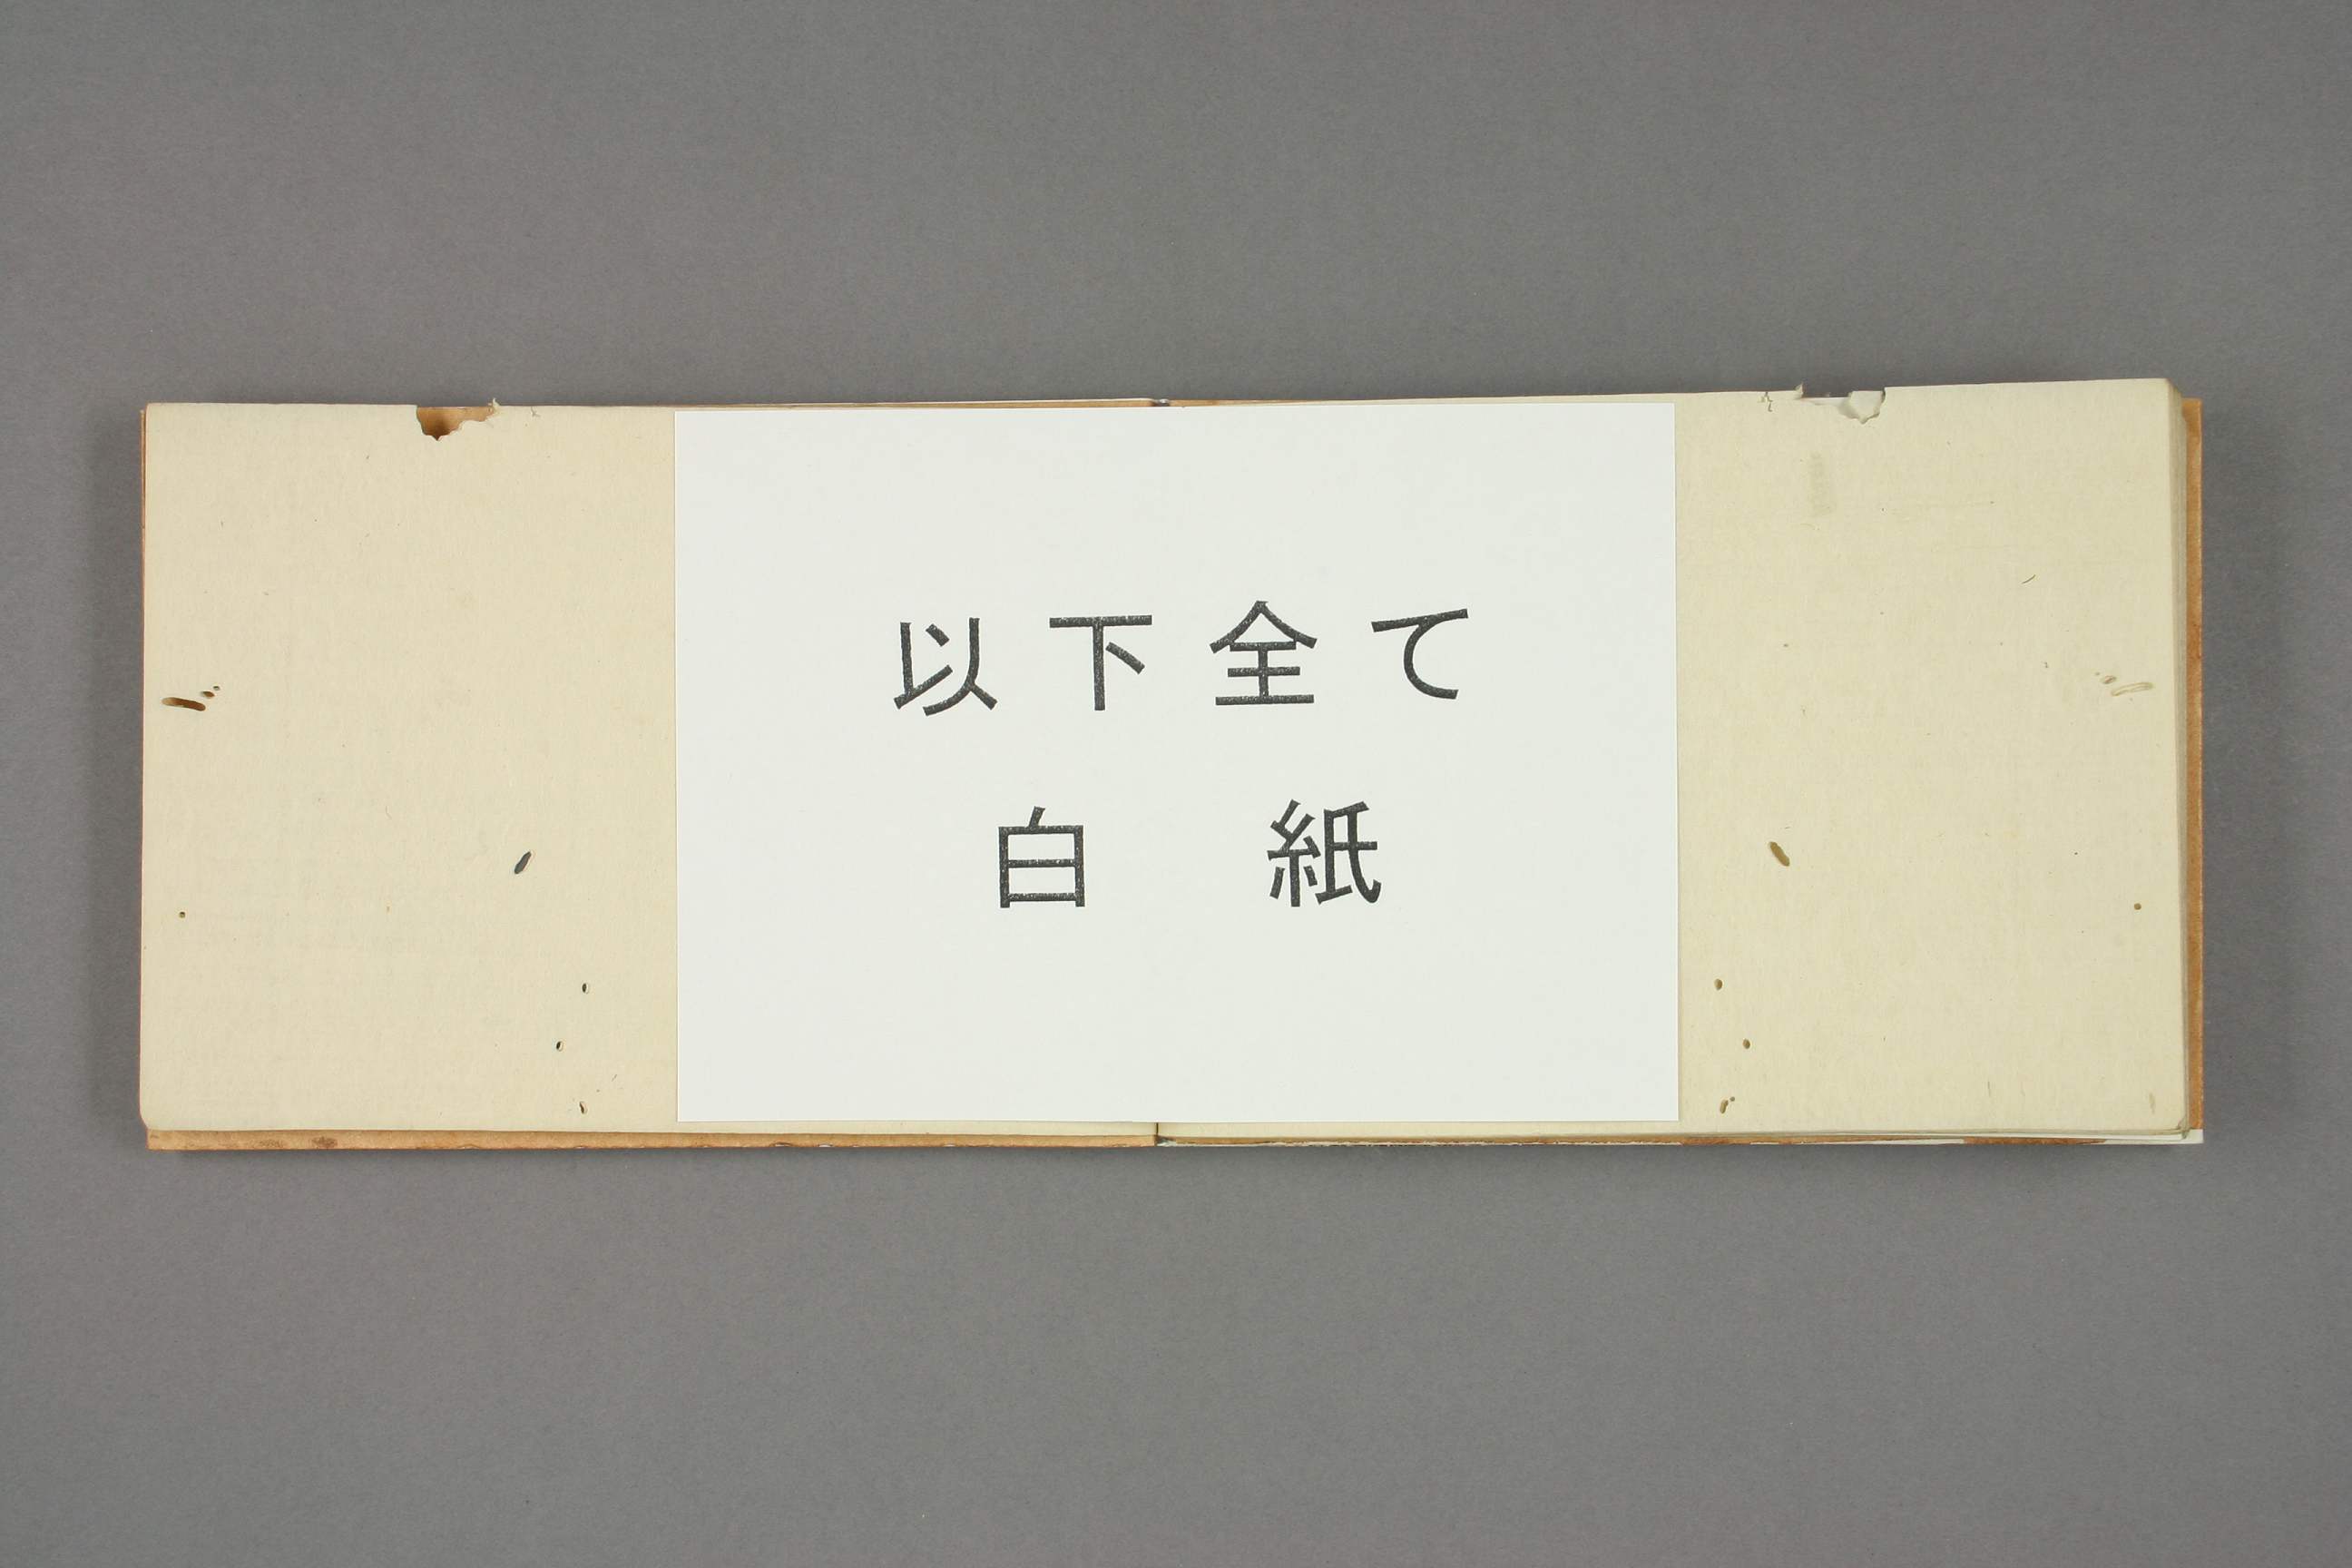 以下全て
白　紙